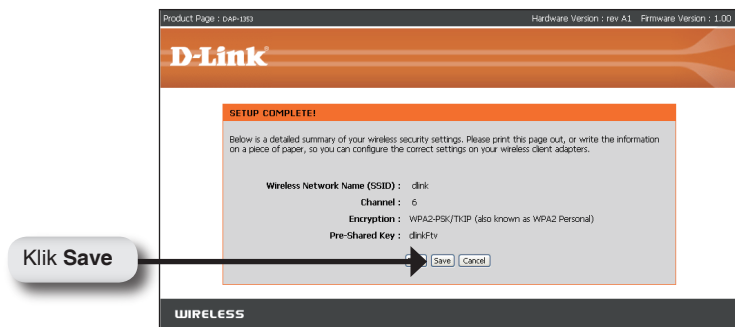 Product Page : DAP-1353 Hardware Version : rev A1 Firmware Version : 1.00
D-Link
SETUP COMPLETE!
Below is a detailed summary of your wireless security settings. Please print this page out, or write the information
on a piece of paper, so you can configure the correct settings on your wireless client adapters.
Wireless Network Name (SSID) : dlink
Channel : 6
Encryption : WPA2-PSK/TKIP (also known as WPA2 Personal)
Pre-Shared Key : dlinkFtv
Klik Save
Save Cancel
WIRELESS